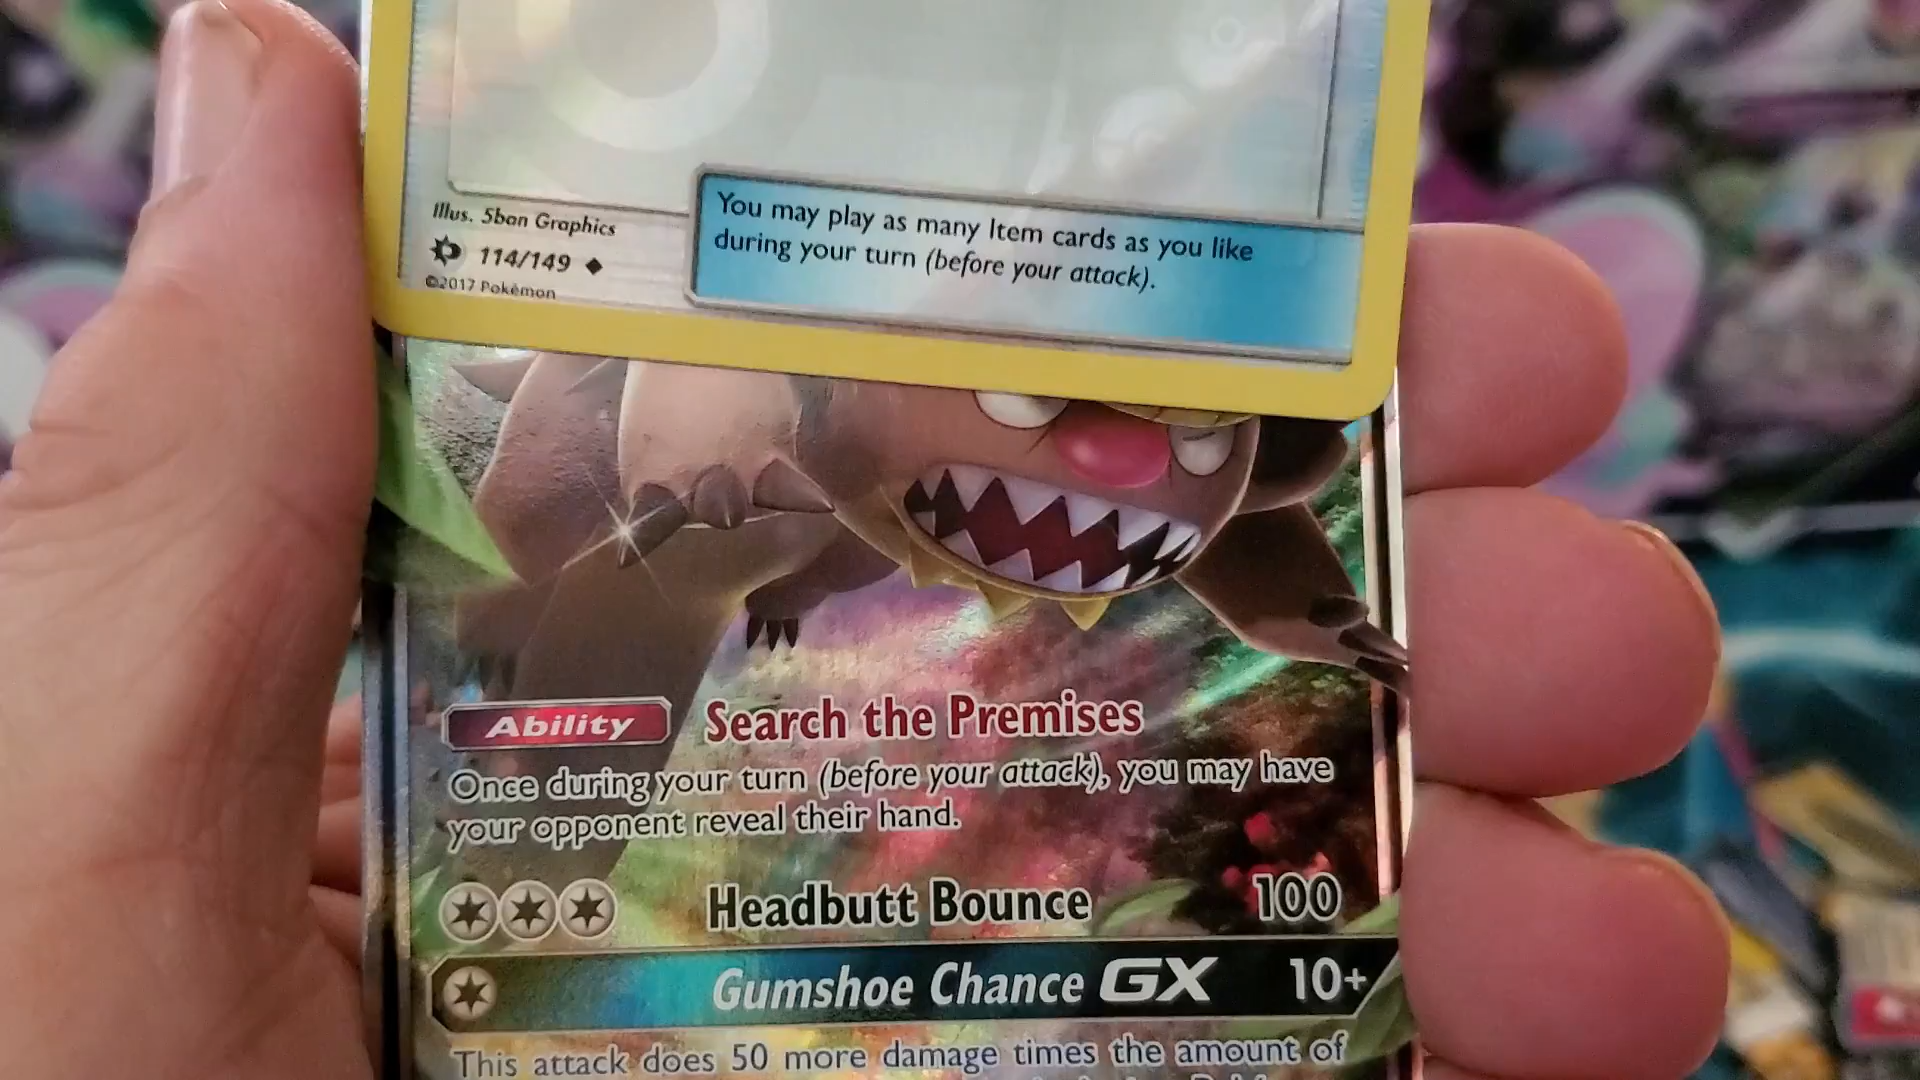 Illus. 5ban Graphics
114/149
©2017 Pokémon
You may play as many Item cards as you like
during your turn (before your attack).
Ability Search the Premises
Once during your turn (before your attack), you may have
your opponent reveal their hand.
Headbutt Bounce 100
Gumshoe Chance GX 10+
This attack does 50 more damage times the amount of